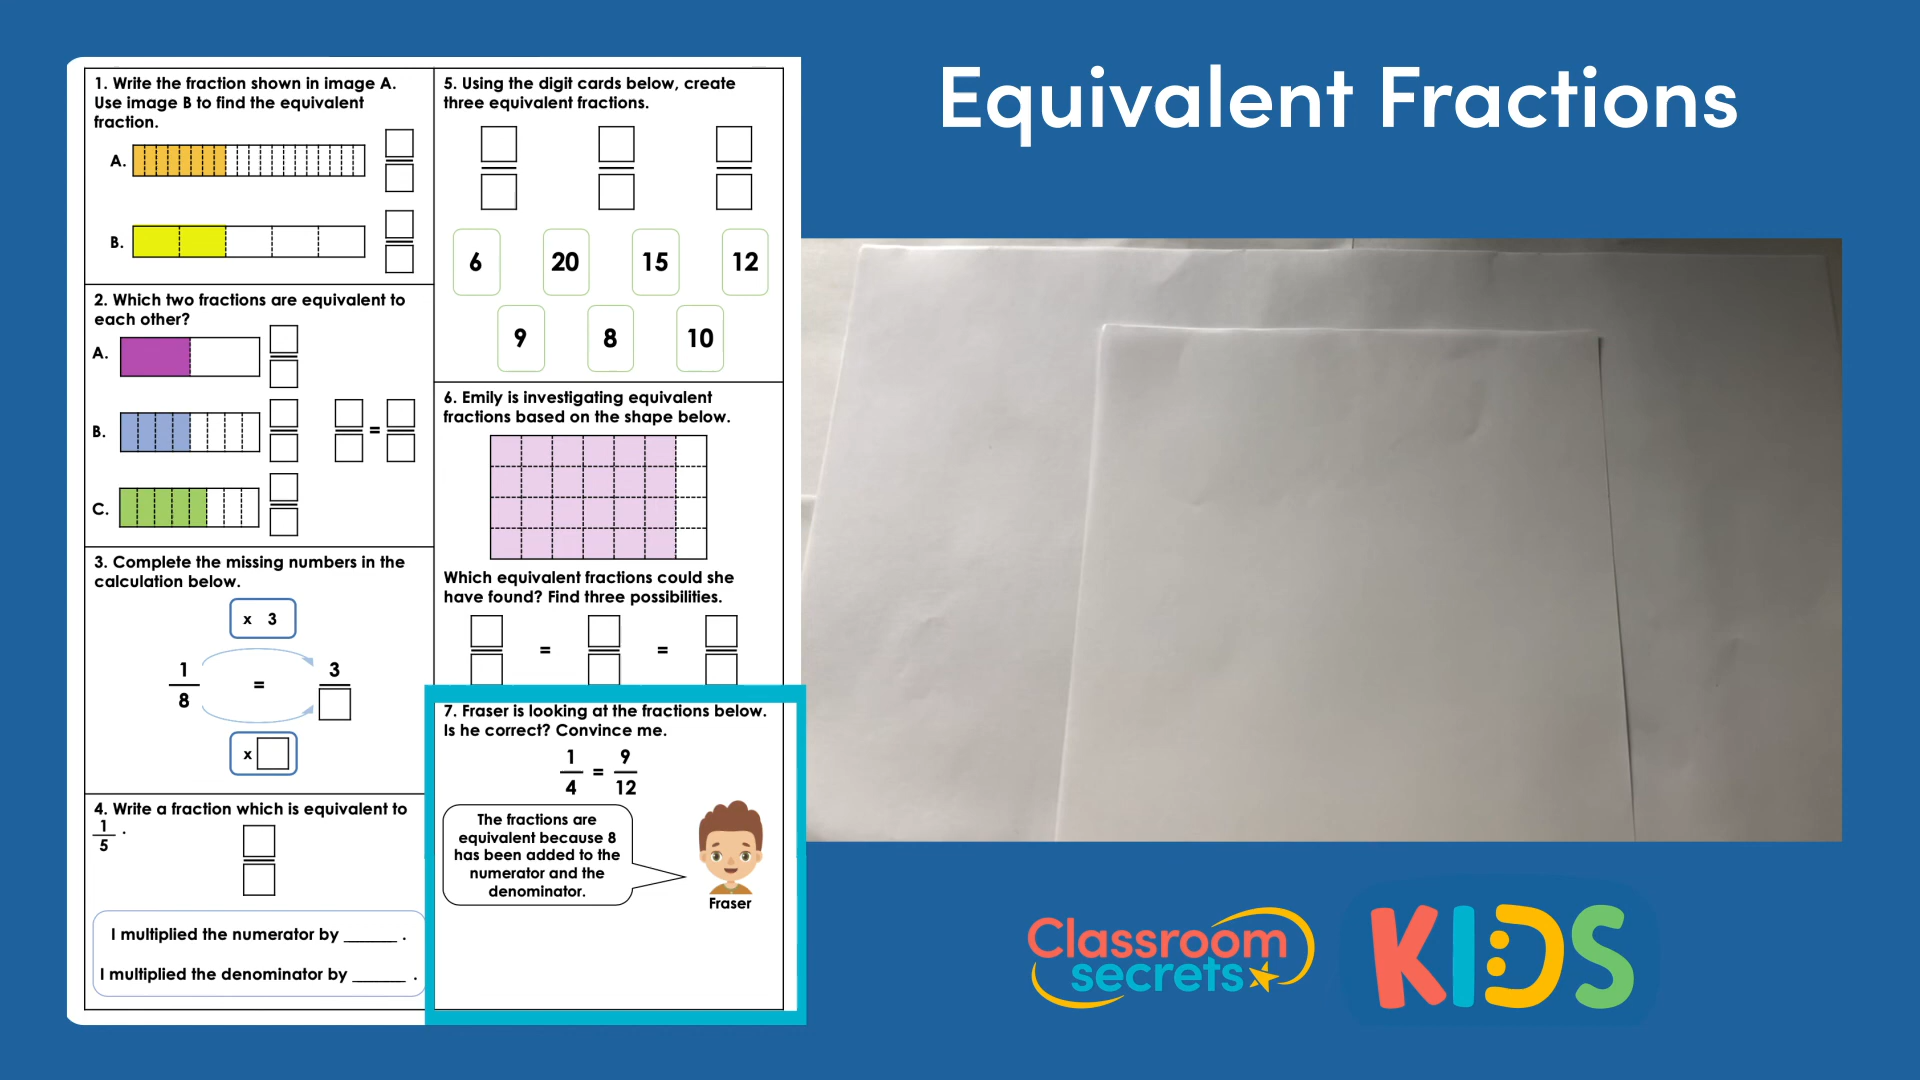 Equivalent Fractions
1. Write the fraction shown in image A.
Use image B to find the equivalent
fraction.
A.
B.
2. Which two fractions are equivalent to
each other?
A.
B.
=
C.
3. Complete the missing numbers in the
calculation below.
x 3
1
8
=
3
x
4. Write a fraction which is equivalent to
1
5
.
I multiplied the numerator by ______ .
I multiplied the denominator by ______ .
5. Using the digit cards below, create
three equivalent fractions.
6 20 15 12
9 8 10
6. Emily is investigating equivalent
fractions based on the shape below.
Which equivalent fractions could she
have found? Find three possibilities.
= =
7. Fraser is looking at the fractions below.
Is he correct? Convince me.
1
4
=
9
12
The fractions are
equivalent because 8
has been added to the
numerator and the
denominator.
Fraser
Classroom
secrets
KIDS